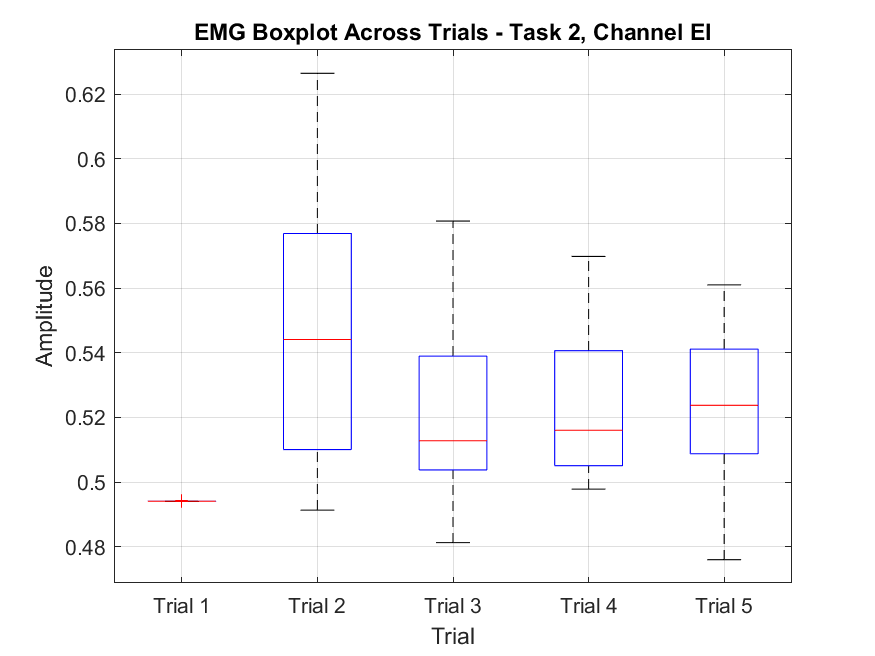 EMG Boxplot Across Trials - Task 2, Channel EI
0.62
0.6
0.58
0.56
0.54
0.52
0.5
0.48
Amplitude
Trial 1 Trial 2 Trial 3 Trial 4 Trial 5
Trial